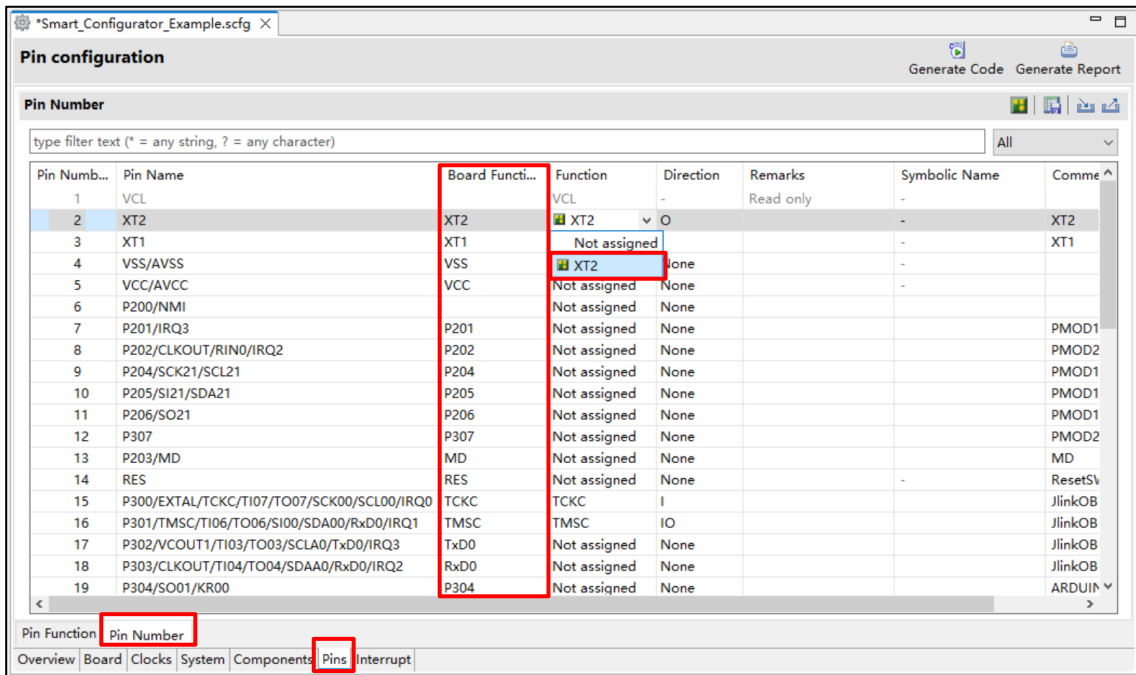 *Smart_Configurator_Example.scfg
Pin configuration
Generate Code Generate Report
Pin Number
type filter text (* = any string, ? = any character) All
Pin Numb... Pin Name Board Functi... Function Direction Remarks Symbolic Name Comme
1 VCL VCL - Read only -
2 XT2 XT2 XT2 O - XT2
3 XT1 XT1 Not assigned - XT1
4 VSS/AVSS VSS XT2 None -
5 VCC/AVCC VCC Not assigned None -
6 P200/NMI Not assigned None
7 P201/IRQ3 P201 Not assigned None PMOD1
8 P202/CLKOUT/RIN0/IRQ2 P202 Not assigned None PMOD2
9 P204/SCK21/SCL21 P204 Not assigned None PMOD1
10 P205/SI21/SDA21 P205 Not assigned None PMOD1
11 P206/SO21 P206 Not assigned None PMOD1
12 P307 P307 Not assigned None PMOD2
13 P203/MD MD Not assigned None MD
14 RES RES Not assigned None - ResetSW
15 P300/EXTAL/TCKC/TI07/TO07/SCK00/SCL00/IRQ0 TCKC TCKC I JlinkOB
16 P301/TMSC/TI06/TO06/SI00/SDA00/RxD0/IRQ1 TMSC TMSC IO JlinkOB
17 P302/VCOUT1/TI03/TO03/SCLA0/TxD0/IRQ3 TxD0 Not assigned None JlinkOB
18 P303/CLKOUT/TI04/TO04/SDAA0/RxD0/IRQ2 RxD0 Not assigned None JlinkOB
19 P304/SO01/KR00 P304 Not assigned None ARDUIN
Pin Function Pin Number
Overview Board Clocks System Components Pins Interrupt